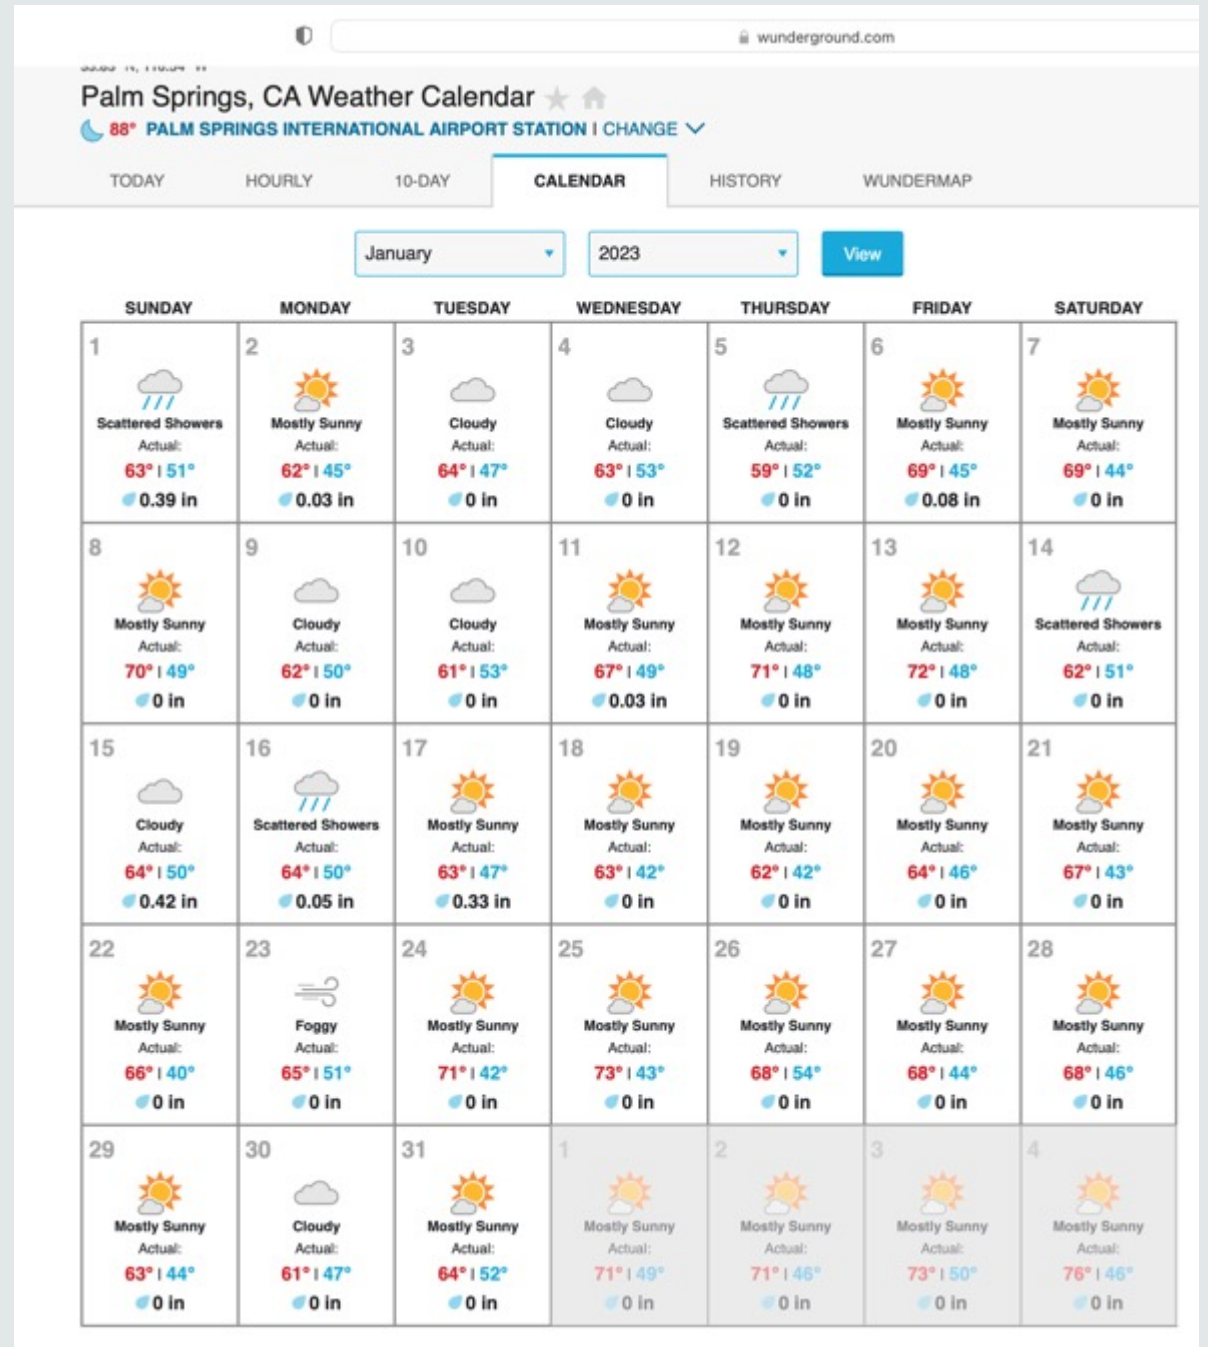 wunderground.com
Palm Springs, CA Weather Calendar
88° PALM SPRINGS INTERNATIONAL AIRPORT STATION | CHANGE
TODAY HOURLY 10-DAY CALENDAR HISTORY WUNDERMAP
January 2023 View
SUNDAY MONDAY TUESDAY WEDNESDAY THURSDAY FRIDAY SATURDAY
1 2 3 4 5 6 7
Scattered Showers Mostly Sunny Cloudy Cloudy Scattered Showers Mostly Sunny Mostly Sunny
Actual: Actual: Actual: Actual: Actual: Actual: Actual:
63° | 51° 62° | 45° 64° | 47° 63° | 53° 59° | 52° 69° | 45° 69° | 44°
0.39 in 0.03 in 0 in 0 in 0 in 0.08 in 0 in
8 9 10 11 12 13 14
Mostly Sunny Cloudy Cloudy Mostly Sunny Mostly Sunny Mostly Sunny Scattered Showers
Actual: Actual: Actual: Actual: Actual: Actual: Actual:
70° | 49° 62° | 50° 61° | 53° 67° | 49° 71° | 48° 72° | 48° 62° | 51°
0 in 0 in 0 in 0.03 in 0 in 0 in 0 in
15 16 17 18 19 20 21
Cloudy Scattered Showers Mostly Sunny Mostly Sunny Mostly Sunny Mostly Sunny Mostly Sunny
Actual: Actual: Actual: Actual: Actual: Actual: Actual:
64° | 50° 64° | 50° 63° | 47° 63° | 42° 62° | 42° 64° | 46° 67° | 43°
0.42 in 0.05 in 0.33 in 0 in 0 in 0 in 0 in
22 23 24 25 26 27 28
Mostly Sunny Foggy Mostly Sunny Mostly Sunny Mostly Sunny Mostly Sunny Mostly Sunny
Actual: Actual: Actual: Actual: Actual: Actual: Actual:
66° | 40° 65° | 51° 71° | 42° 73° | 43° 68° | 54° 68° | 44° 68° | 46°
0 in 0 in 0 in 0 in 0 in 0 in 0 in
29 30 31 1 2 3 4
Mostly Sunny Cloudy Mostly Sunny Mostly Sunny Mostly Sunny Mostly Sunny Mostly Sunny
Actual: Actual: Actual: Actual: Actual: Actual: Actual:
63° | 44° 61° | 47° 64° | 52° 71° | 49° 71° | 46° 73° | 50° 76° | 46°
0 in 0 in 0 in 0 in 0 in 0 in 0 in